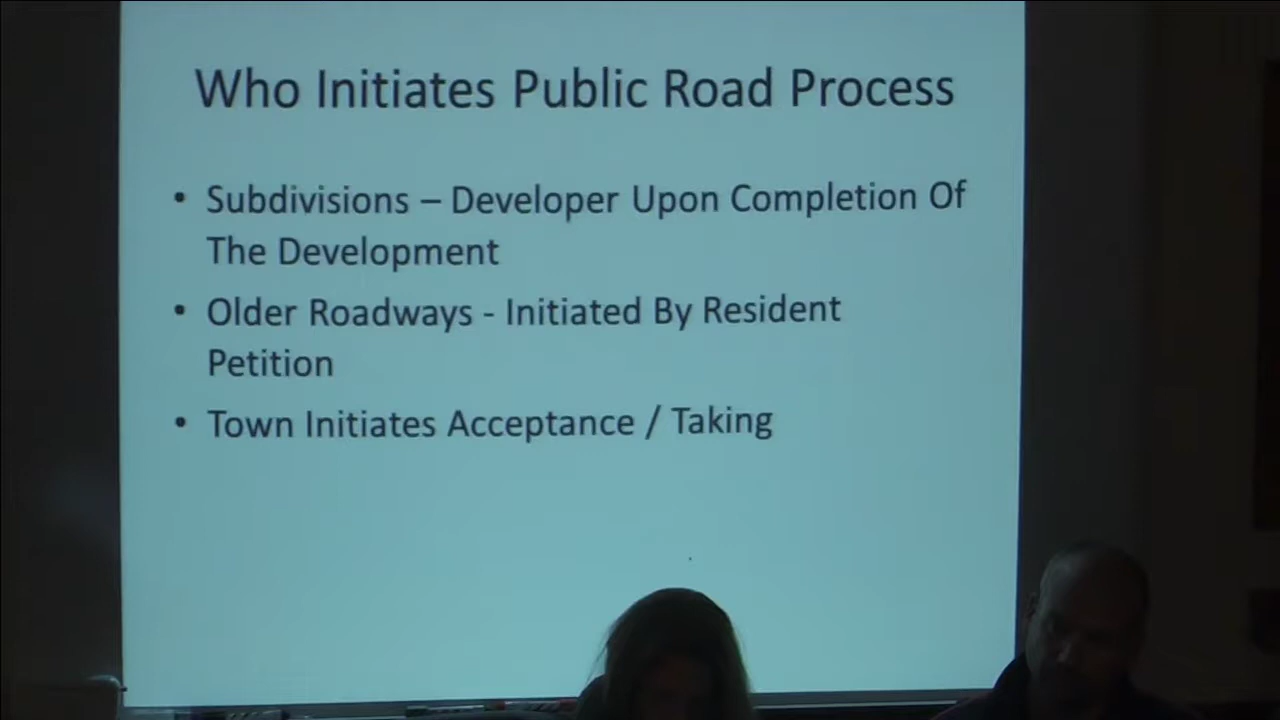 Who Initiates Public Road Process
• Subdivisions – Developer Upon Completion Of
The Development
• Older Roadways - Initiated By Resident
Petition
• Town Initiates Acceptance / Taking